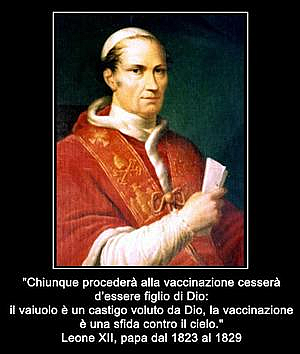 "Chiunque procederà alla vaccinazione cesserà
d'essere figlio di Dio:
il vaiuolo è un castigo voluto da Dio, la vaccinazione
è una sfida contro il cielo."
Leone XII, papa dal 1823 al 1829